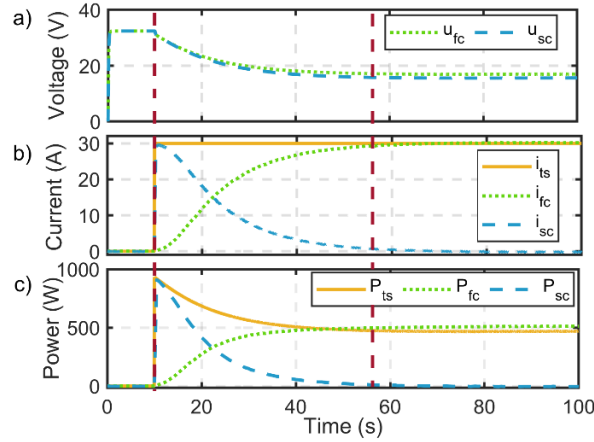 a)
Voltage (V)
40
20
0
u_fc u_sc
b)
Current (A)
30
20
10
0
i_ts
i_fc
i_sc
c)
Power (W)
1000
500
0
P_ts P_fc P_sc
0 20 40 60 80 100
Time (s)